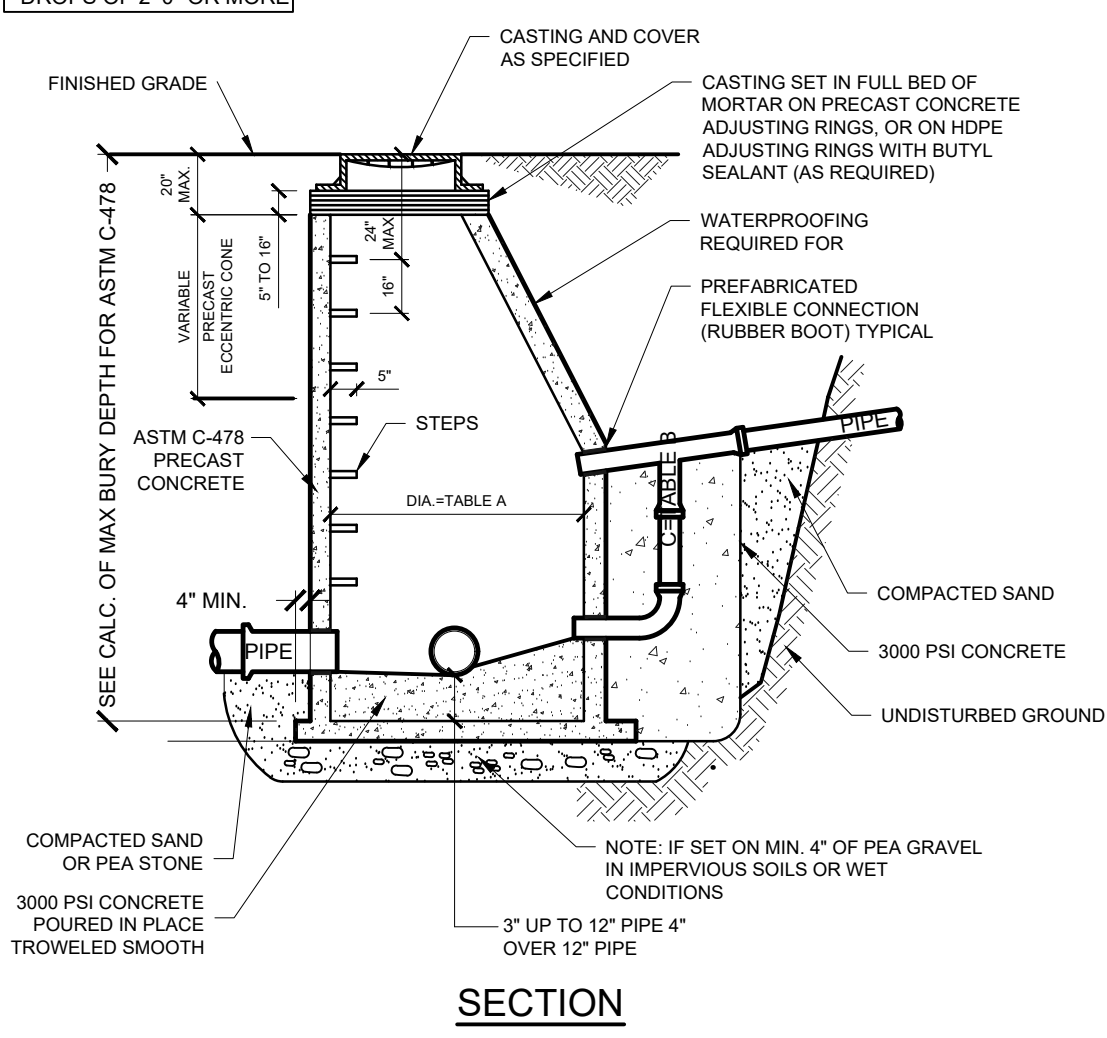 DROPS OF 2'-0" OR MORE
CASTING AND COVER
AS SPECIFIED
FINISHED GRADE
CASTING SET IN FULL BED OF
MORTAR ON PRECAST CONCRETE
ADJUSTING RINGS, OR ON HDPE
ADJUSTING RINGS WITH BUTYL
SEALANT (AS REQUIRED)
20"
MAX.
5" TO 16"
24"
MAX
16"
VARIABLE
PRECAST
ECCENTRIC CONE
WATERPROOFING
REQUIRED FOR
PREFABRICATED
FLEXIBLE CONNECTION
(RUBBER BOOT) TYPICAL
SEE CALC. OF MAX BURY DEPTH FOR ASTM C-478
5"
STEPS
ASTM C-478
PRECAST
CONCRETE
DIA.=TABLE A
PIPE
C=TABLE B
4" MIN.
PIPE
COMPACTED SAND
3000 PSI CONCRETE
UNDISTURBED GROUND
COMPACTED SAND
OR PEA STONE
3000 PSI CONCRETE
POURED IN PLACE
TROWELED SMOOTH
NOTE: IF SET ON MIN. 4" OF PEA GRAVEL
IN IMPERVIOUS SOILS OR WET
CONDITIONS
3" UP TO 12" PIPE 4"
OVER 12" PIPE
SECTION